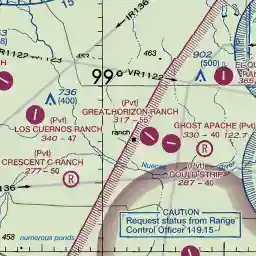 IR136
463
VR1122
99
VR1122
902
(500)
736
(400)
(Pvt)
GREAT HORIZON RANCH
317 - 55
(Pvt)
LOS CUERNOS RANCH
340 - 47
ranch
GHOST APACHE (Pvt)
330 - 40 122.7
(Pvt)
CRESCENT C RANCH
277 - 50
Nueces
(Pvt)
GOULD STRIP
287 - 40
136
CAUTION
Request status from Range
Control Officer 119.15
458
numerous ponds